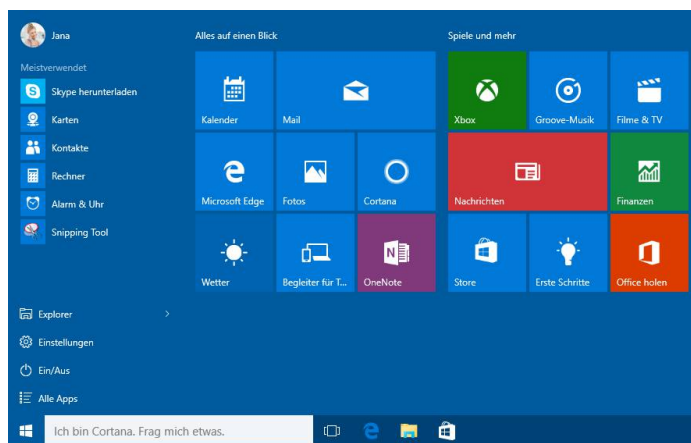 Jana
Meistverwendet
Skype herunterladen
Karten
Kontakte
Rechner
Alarm & Uhr
Snipping Tool
Explorer
Einstellungen
Ein/Aus
Alle Apps
Alles auf einen Blick
Kalender
Mail
Microsoft Edge
Fotos
Cortana
Wetter
Begleiter für T...
OneNote
Spiele und mehr
Xbox
Groove-Musik
Filme & TV
Nachrichten
Finanzen
Store
Erste Schritte
Office holen
Ich bin Cortana. Frag mich etwas.